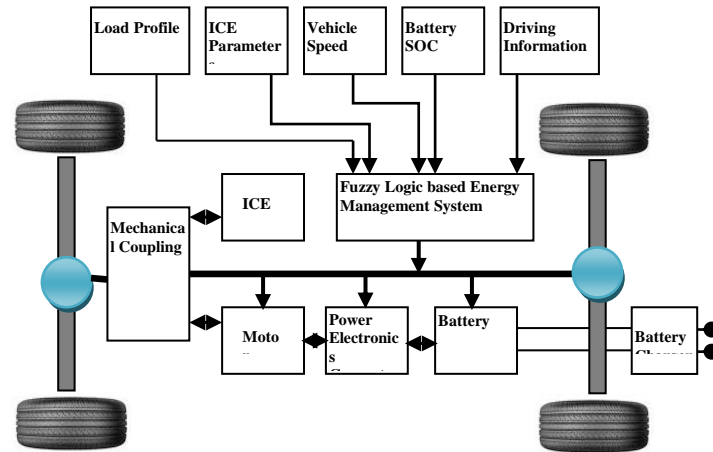 Load Profile
ICE
Parameter
Vehicle
Speed
Battery
SOC
Driving
Information
Fuzzy Logic based Energy
Management System
ICE
Mechanica
l Coupling
Moto
Power
Electronic
s
Battery
Battery